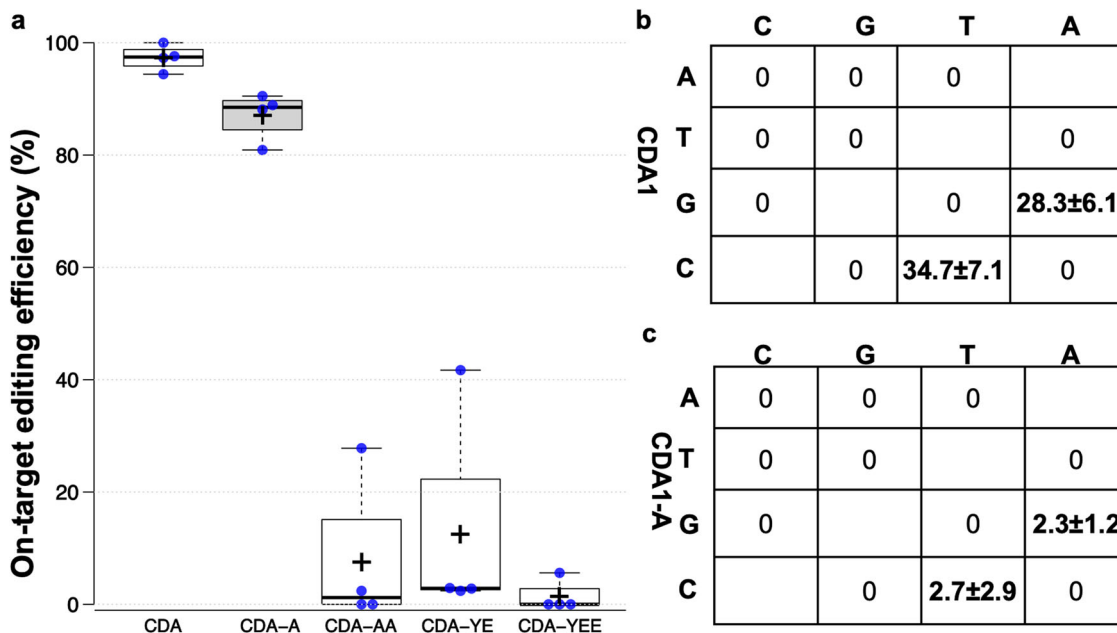 a
On-target editing efficiency (%)
100
80
60
40
20
0
CDA CDA–A CDA–AA CDA–YE CDA–YEE
b
CDA1
C G T A
A 0 0 0
T 0 0 0
G 0 0 28.3±6.1
C 0 34.7±7.1 0
c
CDA1-A
C G T A
A 0 0 0
T 0 0 0
G 0 0 2.3±1.2
C 0 2.7±2.9 0